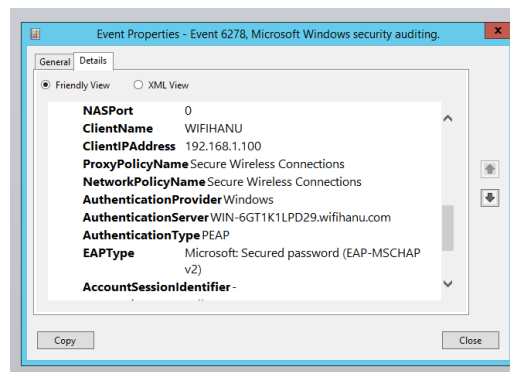 Event Properties - Event 6278, Microsoft Windows security auditing.
x
General Details
Friendly View XML View
NASPort 0
ClientName WIFIHANU
ClientIPAddress 192.168.1.100
ProxyPolicyName Secure Wireless Connections
NetworkPolicyName Secure Wireless Connections
AuthenticationProvider Windows
AuthenticationServer WIN-6GT1K1LPD29.wifihanu.com
AuthenticationType PEAP
EAPType Microsoft: Secured password (EAP-MSCHAP
v2)
AccountSessionIdentifier -
Copy Close